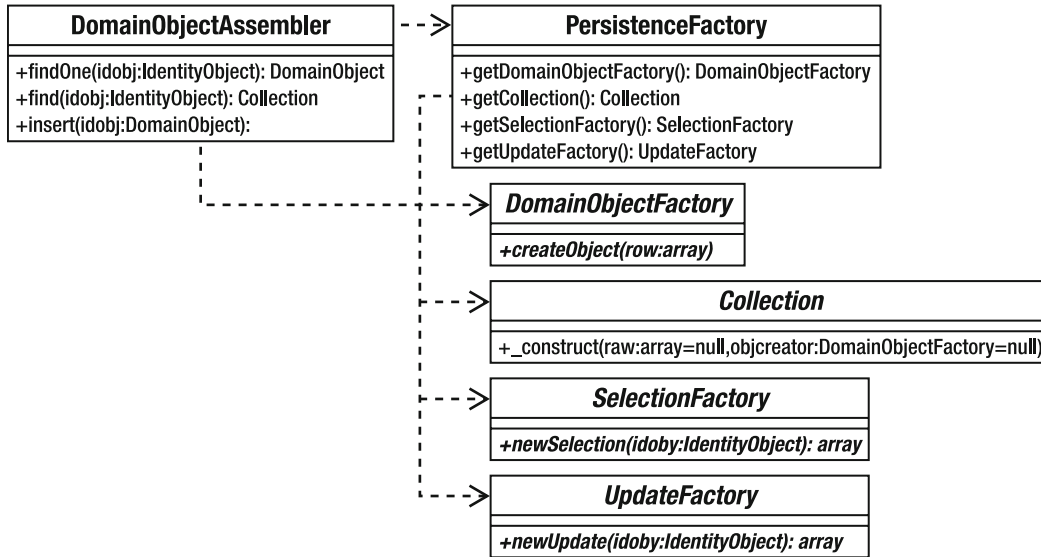 DomainObjectAssembler
+findOne(idobj:IdentityObject): DomainObject
+find(idobj:IdentityObject): Collection
+insert(idobj:DomainObject):
PersistenceFactory
+getDomainObjectFactory(): DomainObjectFactory
+getCollection(): Collection
+getSelectionFactory(): SelectionFactory
+getUpdateFactory(): UpdateFactory
DomainObjectFactory
+createObject(row:array)
Collection
+_construct(raw:array=null,objcreator:DomainObjectFactory=null)
SelectionFactory
+newSelection(idoby:IdentityObject): array
UpdateFactory
+newUpdate(idoby:IdentityObject): array